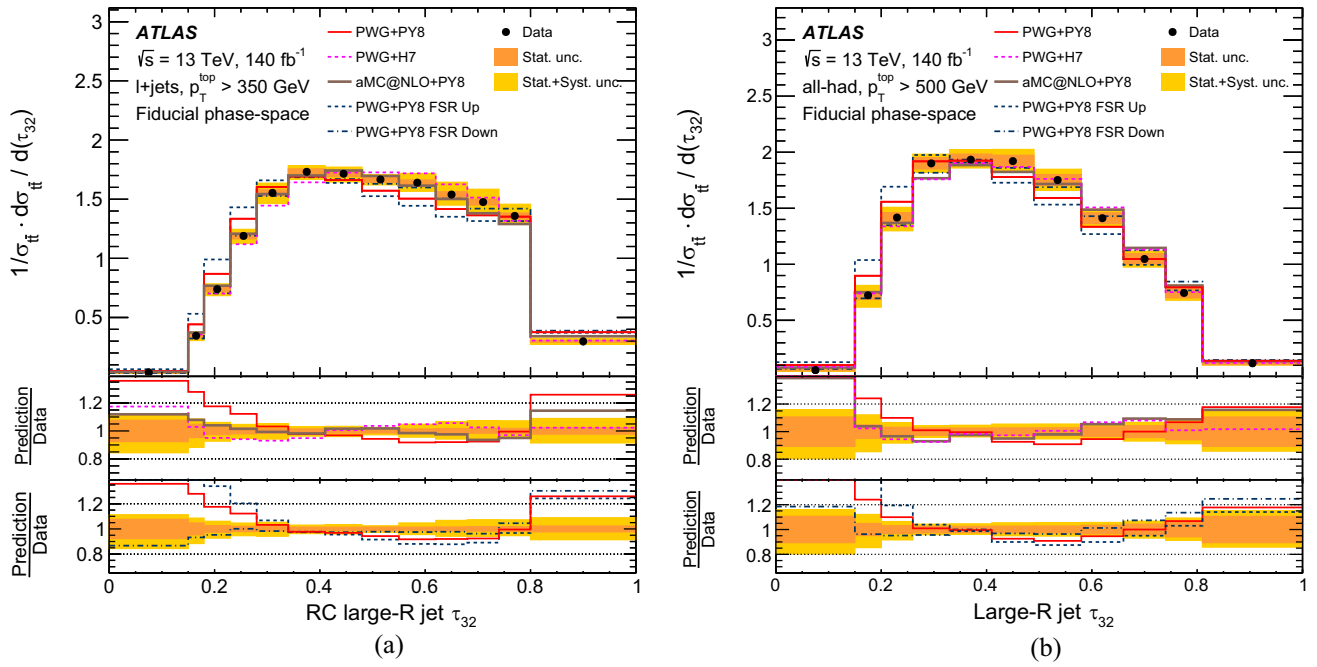 ATLAS
√s = 13 TeV, 140 fb⁻¹
l+jets, p_T^top > 350 GeV
Fiducial phase-space
PWG+PY8
PWG+H7
aMC@NLO+PY8
PWG+PY8 FSR Up
PWG+PY8 FSR Down
Data
Stat. unc.
Stat.+Syst. unc.
1/σ_tt̄ · dσ_tt̄ / d(τ₃₂)
3
2.5
2
1.5
1
0.5
Prediction
Data
1.2
1
0.8
Prediction
Data
1.2
1
0.8
0 0.2 0.4 0.6 0.8 1
RC large-R jet τ₃₂
(a)
ATLAS
√s = 13 TeV, 140 fb⁻¹
all-had, p_T^top > 500 GeV
Fiducial phase-space
PWG+PY8
PWG+H7
aMC@NLO+PY8
PWG+PY8 FSR Up
PWG+PY8 FSR Down
Data
Stat. unc.
Stat.+Syst. unc.
1/σ_tt̄ · dσ_tt̄ / d(τ₃₂)
3
2.5
2
1.5
1
0.5
Prediction
Data
1.2
1
0.8
Prediction
Data
1.2
1
0.8
0 0.2 0.4 0.6 0.8 1
Large-R jet τ₃₂
(b)